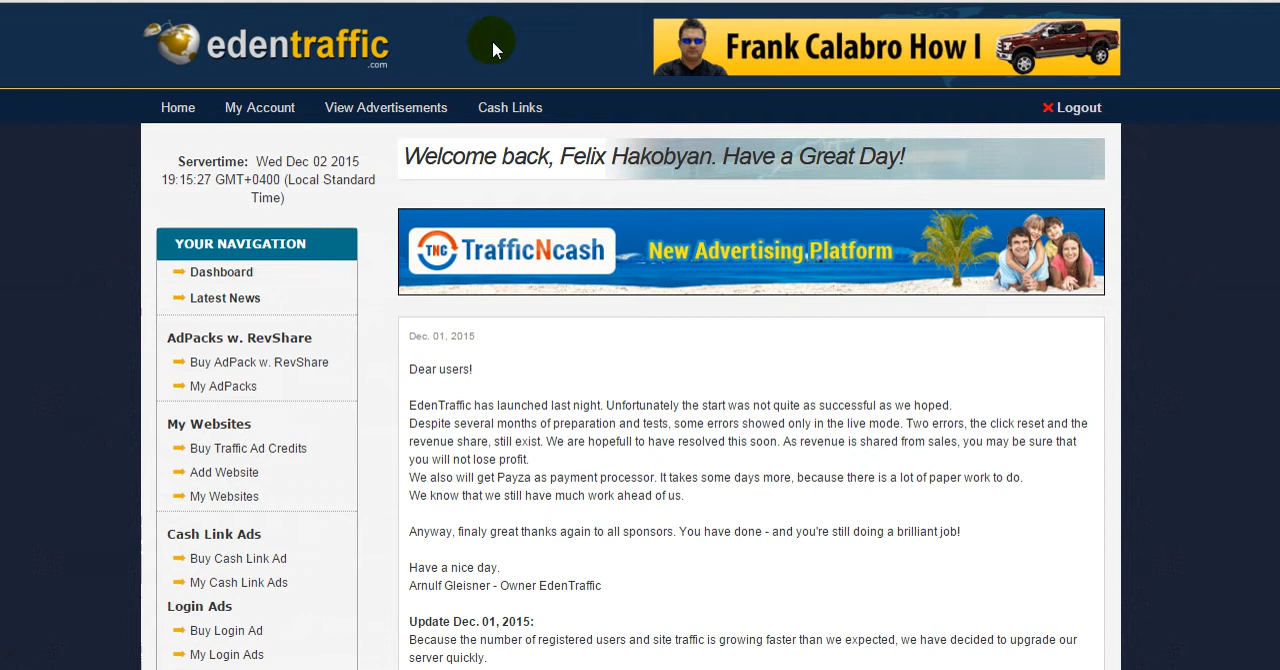 edentraffic
.com
Frank Calabro How I
Home
My Account
View Advertisements
Cash Links
Logout
Servertime: Wed Dec 02 2015
19:15:27 GMT+0400 (Local Standard
Time)
Welcome back, Felix Hakobyan. Have a Great Day!
YOUR NAVIGATION
Dashboard
Latest News
AdPacks w. RevShare
Buy AdPack w. RevShare
My AdPacks
My Websites
Buy Traffic Ad Credits
Add Website
My Websites
Cash Link Ads
Buy Cash Link Ad
My Cash Link Ads
Login Ads
Buy Login Ad
My Login Ads
TNC TrafficNcash
New Advertising Platform
Dec. 01, 2015
Dear users!
EdenTraffic has launched last night. Unfortunately the start was not quite as successful as we hoped.
Despite several months of preparation and tests, some errors showed only in the live mode. Two errors, the click reset and the
revenue share, still exist. We are hopefull to have resolved this soon. As revenue is shared from sales, you may be sure that
you will not lose profit.
We also will get Payza as payment processor. It takes some days more, because there is a lot of paper work to do.
We know that we still have much work ahead of us.
Anyway, finaly great thanks again to all sponsors. You have done - and you're still doing a brilliant job!
Have a nice day.
Arnulf Gleisner - Owner EdenTraffic
Update Dec. 01, 2015:
Because the number of registered users and site traffic is growing faster than we expected, we have decided to upgrade our
server quickly.